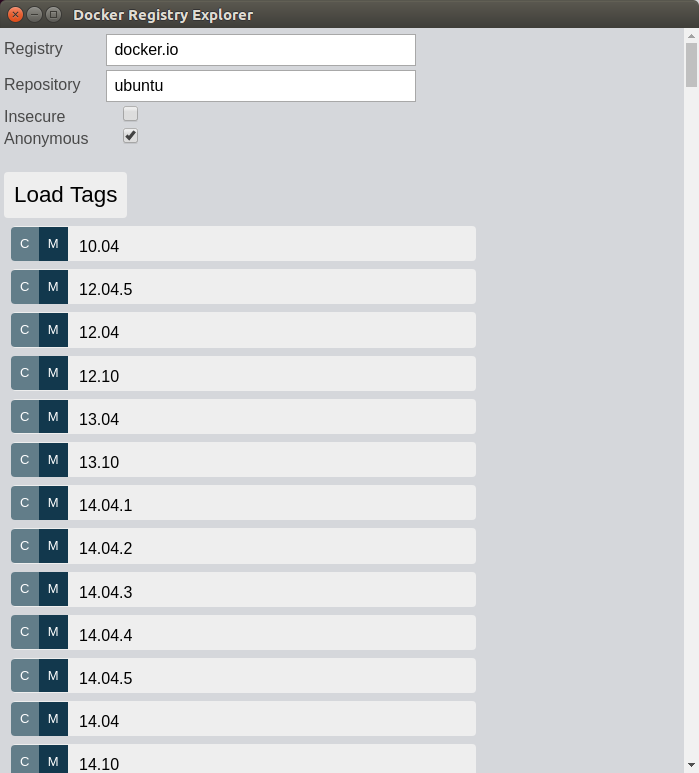 Docker Registry Explorer
Registry docker.io
Repository ubuntu
Insecure
Anonymous
Load Tags
C M 10.04
C M 12.04.5
C M 12.04
C M 12.10
C M 13.04
C M 13.10
C M 14.04.1
C M 14.04.2
C M 14.04.3
C M 14.04.4
C M 14.04.5
C M 14.04
C M 14.10